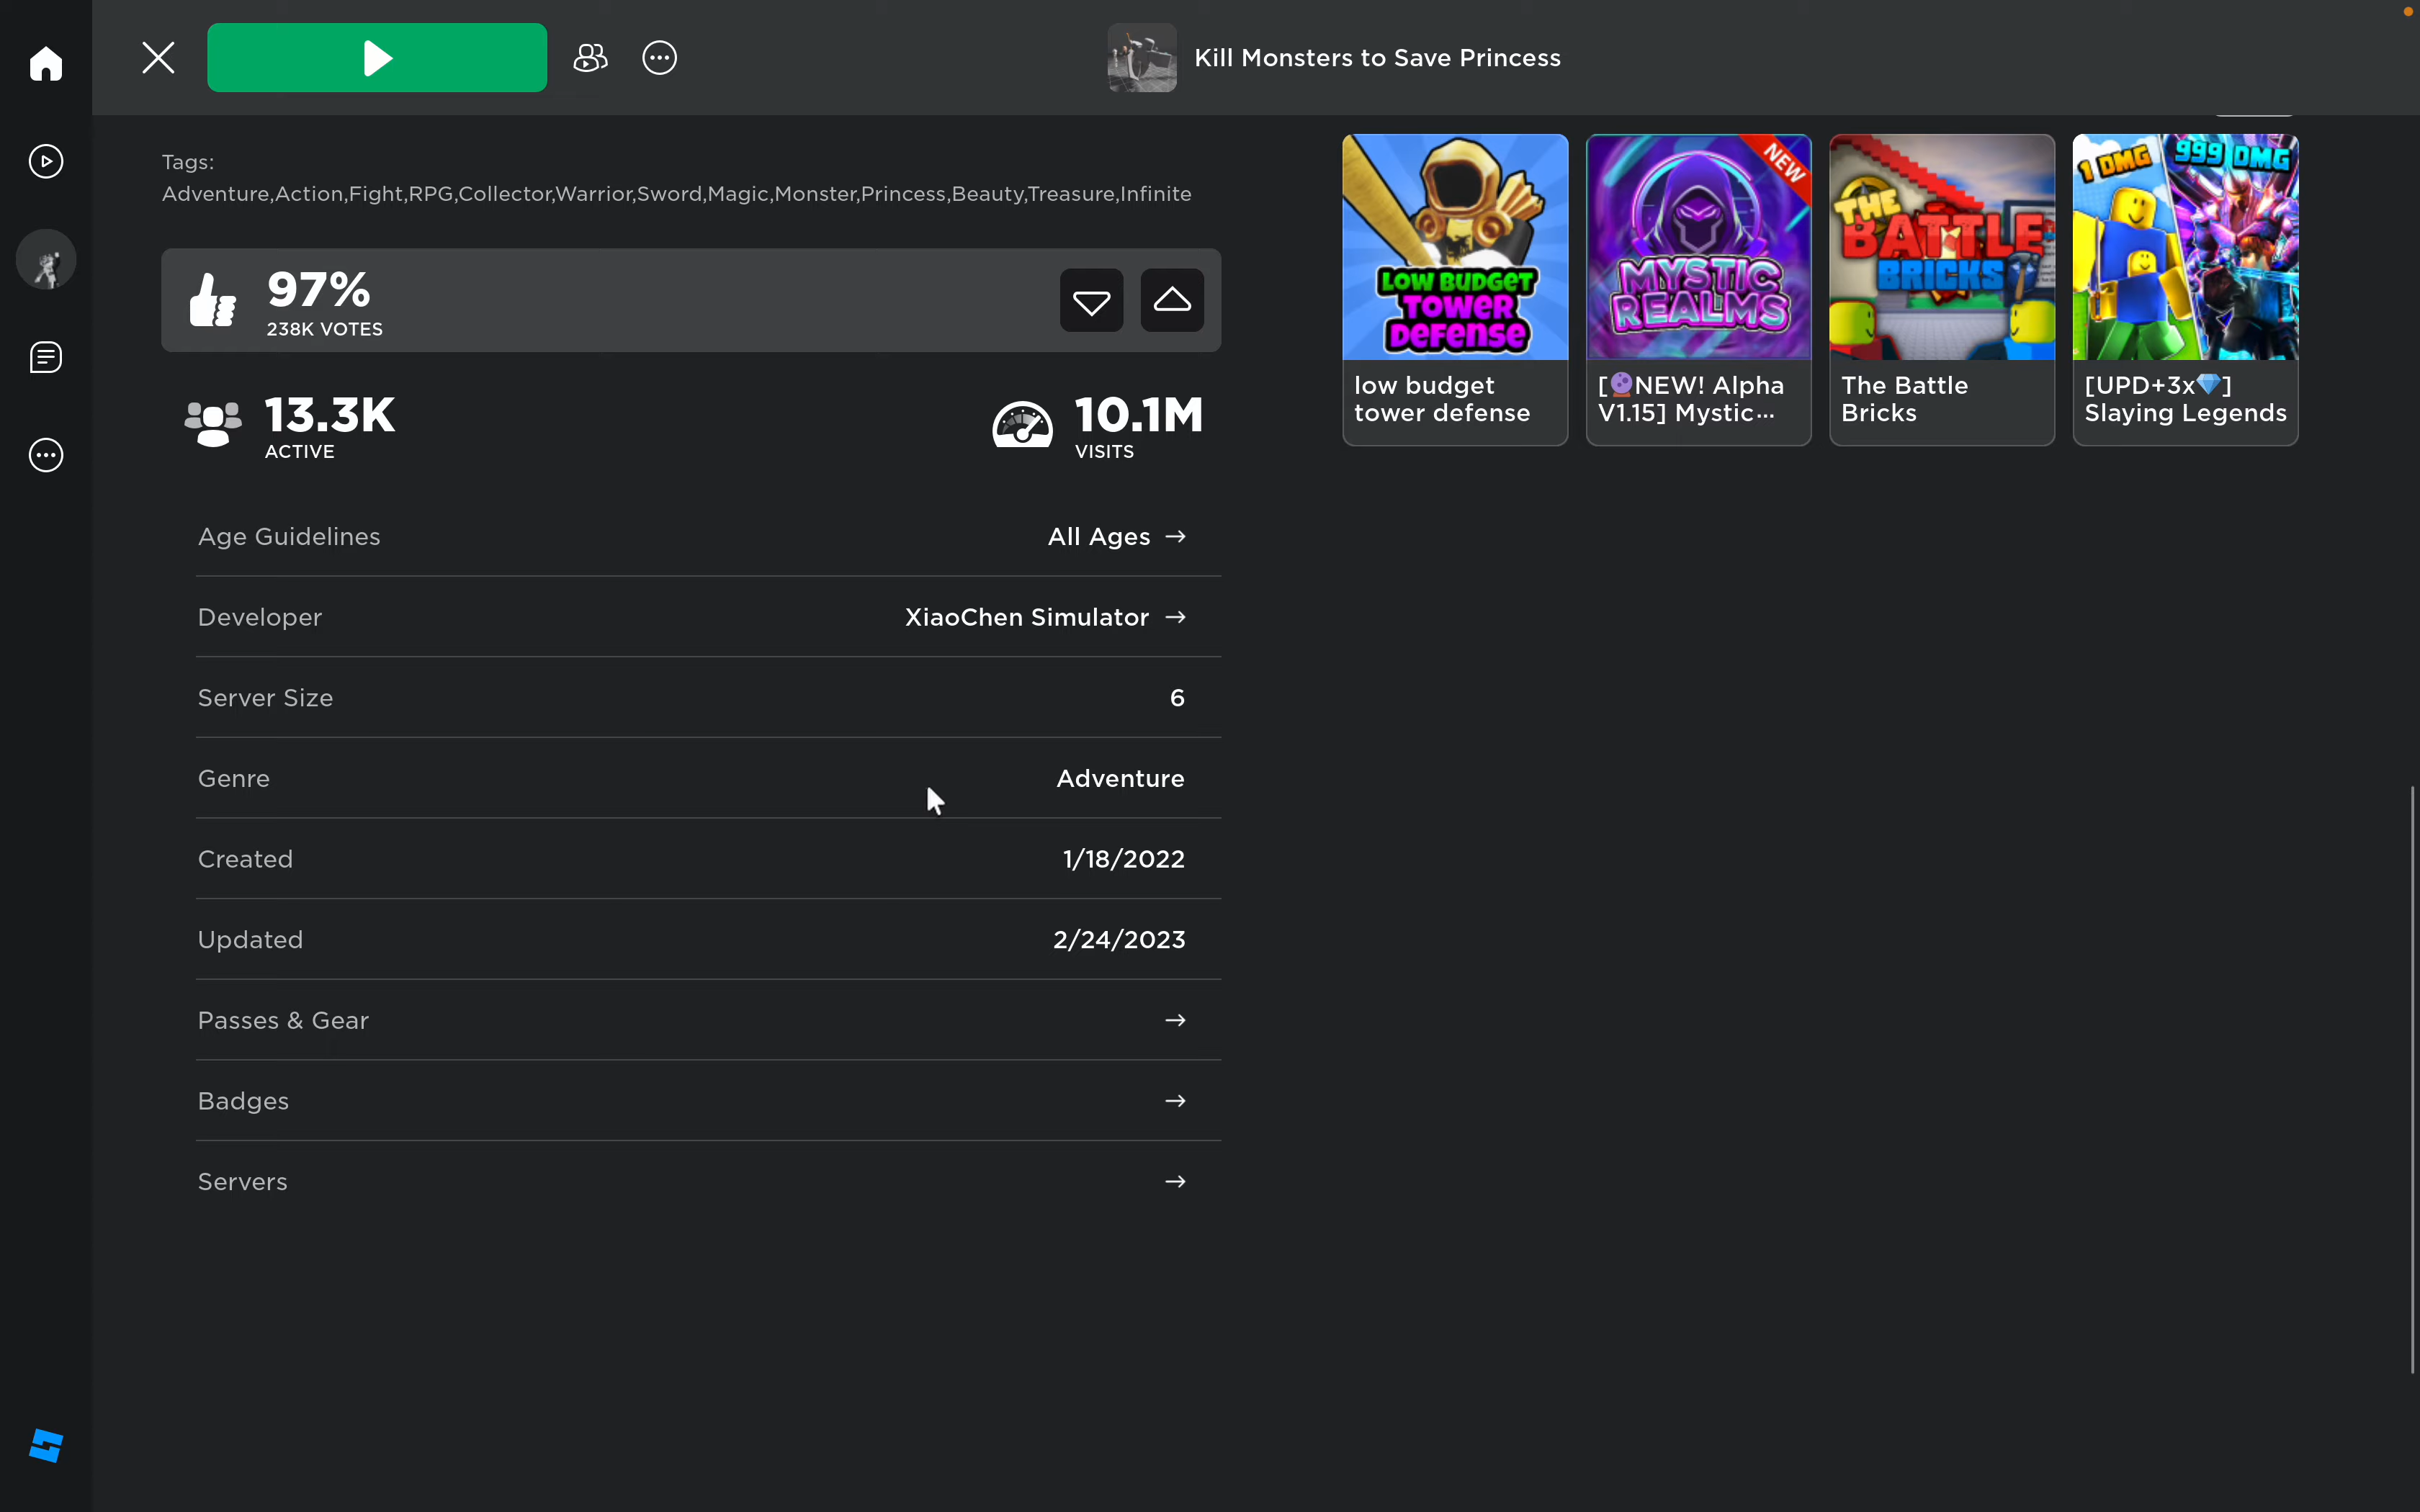 Kill Monsters to Save Princess
Tags:
Adventure,Action,Fight,RPG,Collector,Warrior,Sword,Magic,Monster,Princess,Beauty,Treasure,Infinite
97%
238K VOTES
13.3K
ACTIVE
10.1M
VISITS
Age Guidelines
All Ages →
Developer
XiaoChen Simulator →
Server Size
6
Genre
Adventure
Created
1/18/2022
Updated
2/24/2023
Passes & Gear →
Badges →
Servers →
LOW BUDGET
TOWER
DEFENSE
low budget
tower defense
NEW
MYSTIC
REALMS
[🔮NEW! Alpha
V1.15] Mystic...
THE
BATTLE
BRICKS
The Battle
Bricks
1 DMG
999 DMG
[UPD+3x💎]
Slaying Legends